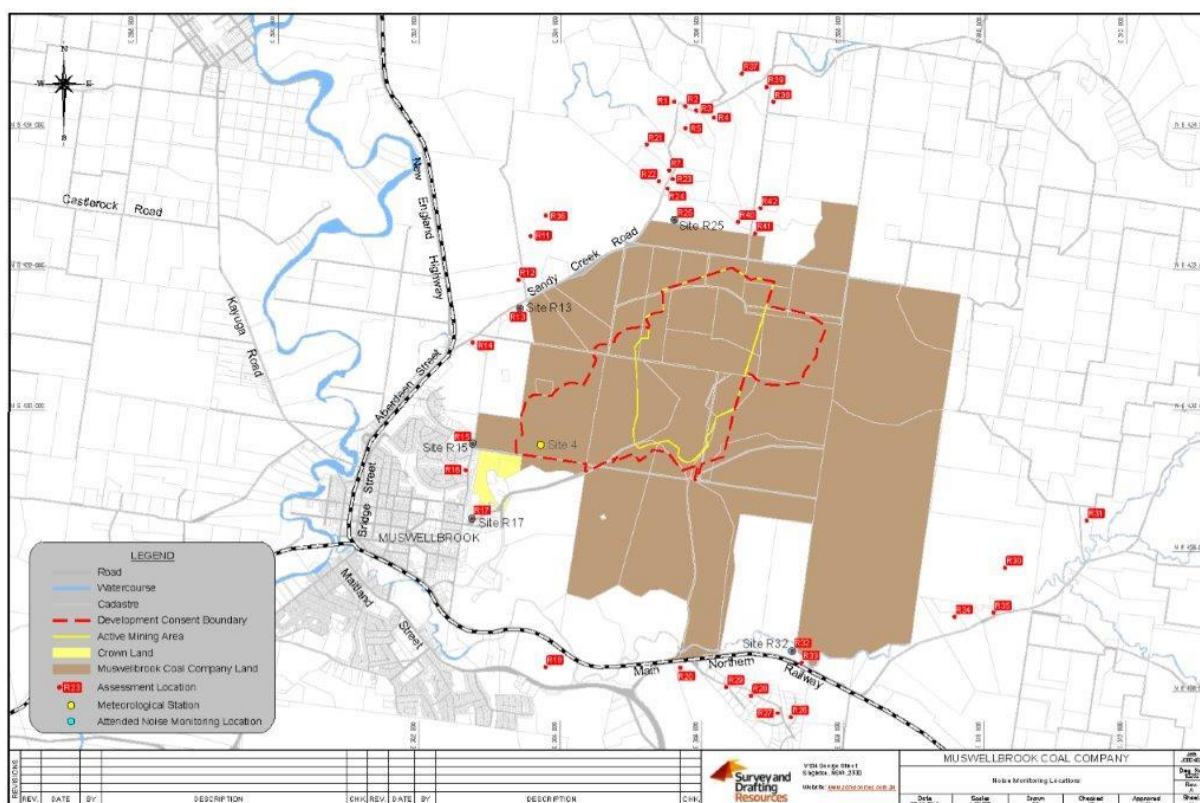 N
W E
S
R37
R39
R38
R1
R2
R3
R4
R5
R21
R7
R22
R23
R24
R25
Site R25
R42
R40
R41
R36
R11
R12
Sandy Creek Road
Site R13
R13
R14
Castlerock Road
New England Highway
Kayuga Road
Aberdeen Street
R15
Site R15
Site 4
R16
R17
Site R17
Bridge Street
MUSWELLBROOK
Maitland Street
R31
R30
R34
R35
Site R32
R32
R33
R18
Main Northern Railway
R20
R29
R28
R27
R26
LEGEND
Road
Watercourse
Cadastre
Development Consent Boundary
Active Mining Area
Crown Land
Muswellbrook Coal Company Land
R23 Assessment Location
Meteorological Station
Attended Noise Monitoring Location
REVISIONS
REV. DATE BY DESCRIPTION CHK. REV. DATE BY DESCRIPTION CHK.
Survey and
Drafting
Resources
MUSWELLBROOK COAL COMPANY
Noise Monitoring Locations
Date Scales Drawn Checked Approved